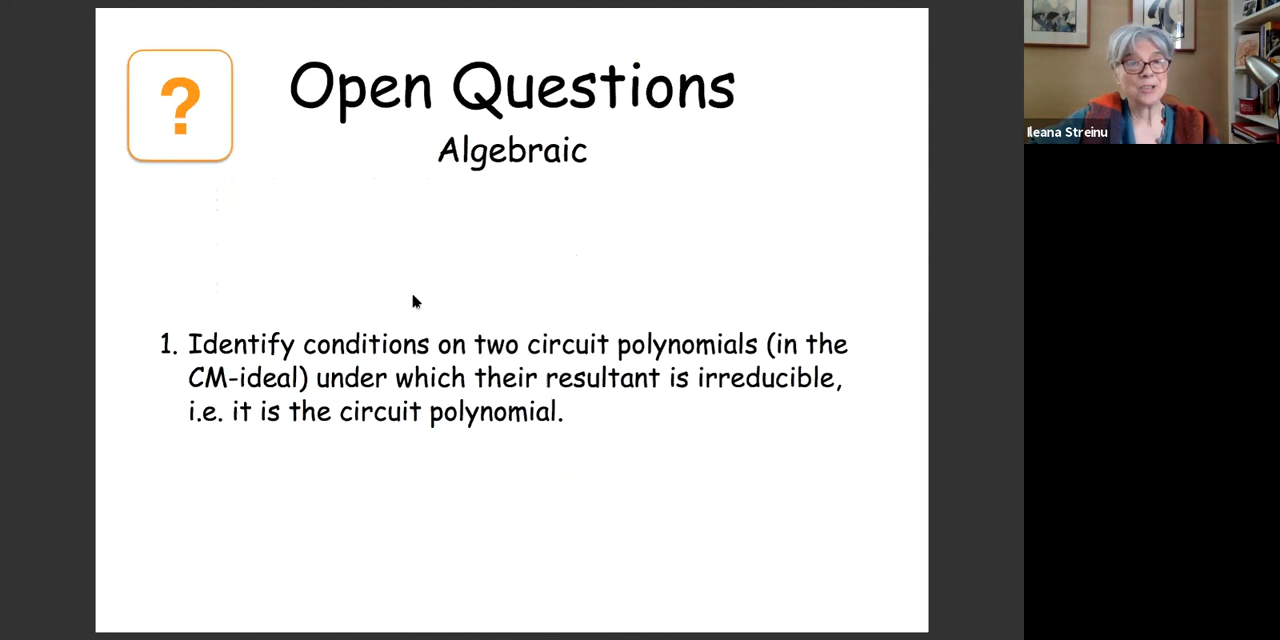 ?
Open Questions
Algebraic
1. Identify conditions on two circuit polynomials (in the
CM-ideal) under which their resultant is irreducible,
i.e. it is the circuit polynomial.
Ileana Streinu